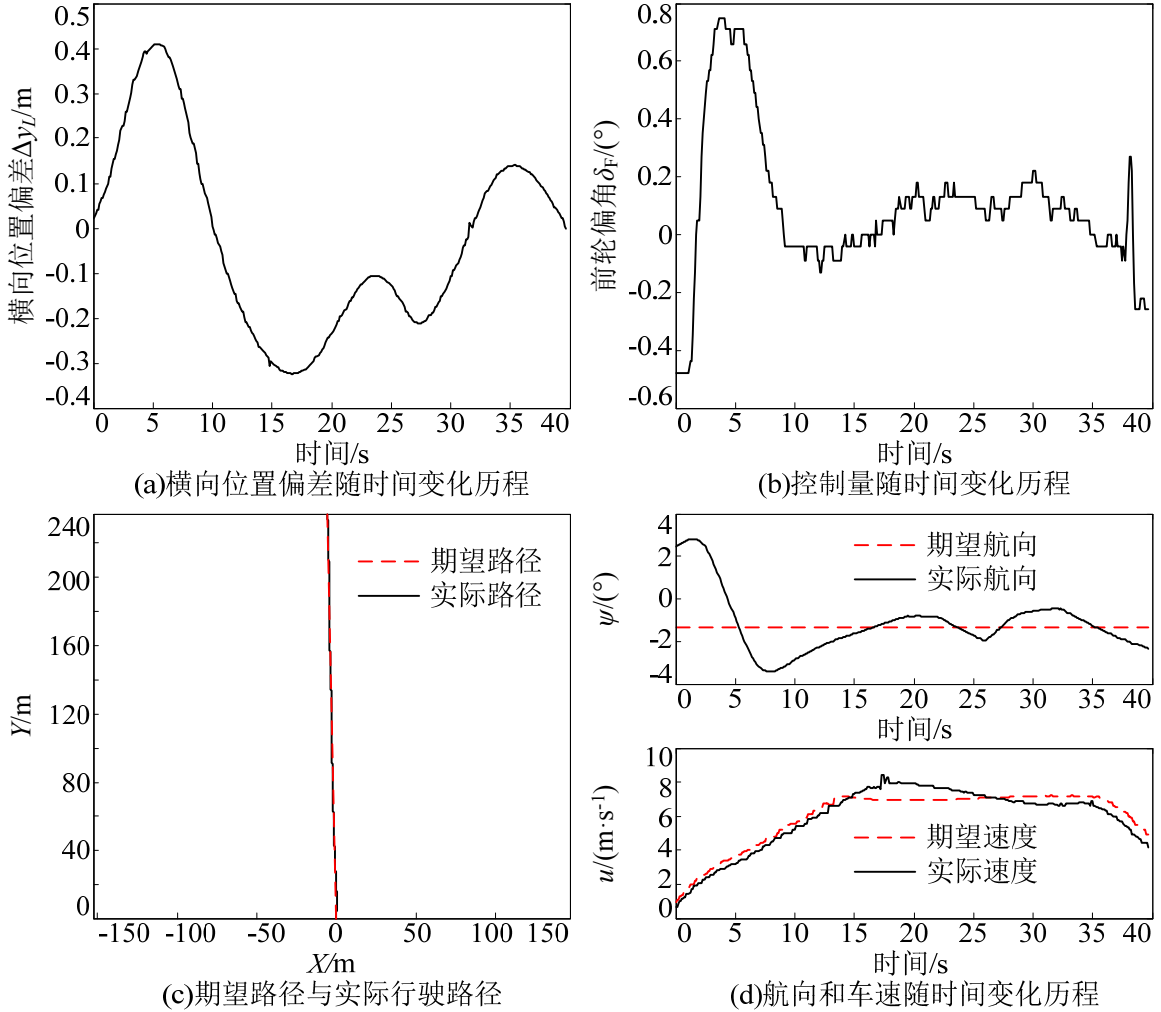 横向位置偏差Δy_L/m
0.5
0.4
0.3
0.2
0.1
0
-0.1
-0.2
-0.3
-0.4
0 5 10 15 20 25 30 35 40
时间/s
(a)横向位置偏差随时间变化历程
前轮偏角δ_F/(°)
0.8
0.6
0.4
0.2
0
-0.2
-0.4
-0.6
0 5 10 15 20 25 30 35 40
时间/s
(b)控制量随时间变化历程
Y/m
240
200
160
120
80
40
0
期望路径
实际路径
-150 -100 -50 0 50 100 150
X/m
(c)期望路径与实际行驶路径
ψ/(°)
4
2
0
-2
-4
期望航向
实际航向
0 5 10 15 20 25 30 35 40
时间/s
u/(m·s⁻¹)
10
8
6
4
2
0
期望速度
实际速度
0 5 10 15 20 25 30 35 40
时间/s
(d)航向和车速随时间变化历程